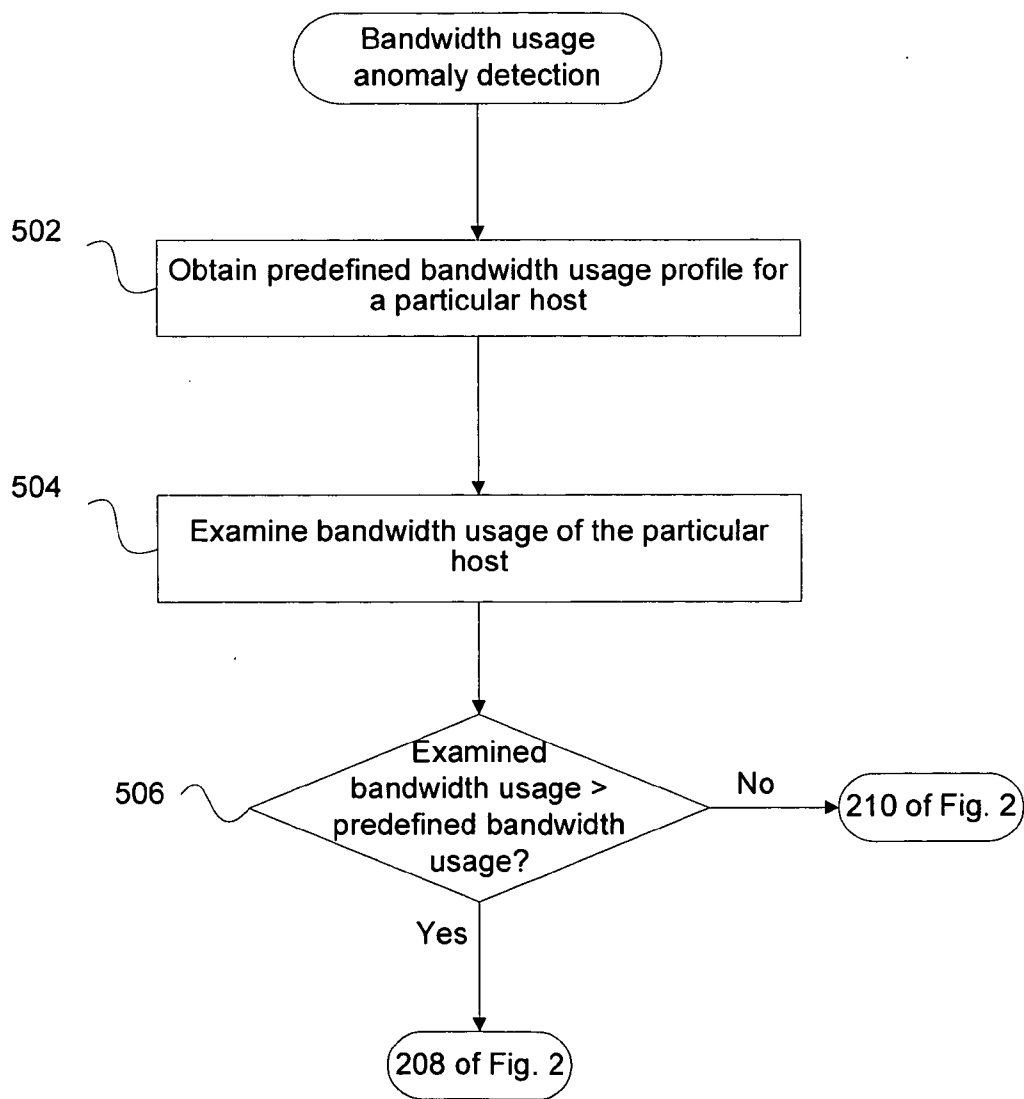 Bandwidth usage
anomaly detection
502
Obtain predefined bandwidth usage profile for
a particular host
504
Examine bandwidth usage of the particular
host
506
Examined
bandwidth usage >
predefined bandwidth
usage?
No
210 of Fig. 2
Yes
208 of Fig. 2